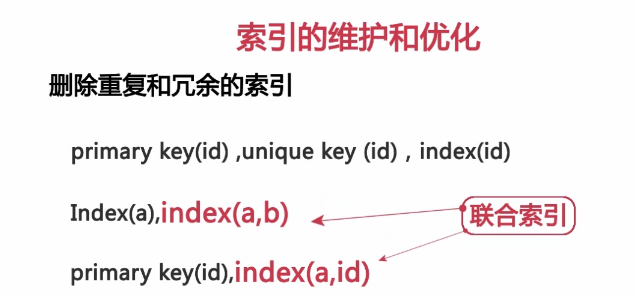 索引的维护和优化
删除重复和冗余的索引
primary key(id) ,unique key (id) , index(id)
Index(a),index(a,b)
联合索引
primary key(id),index(a,id)